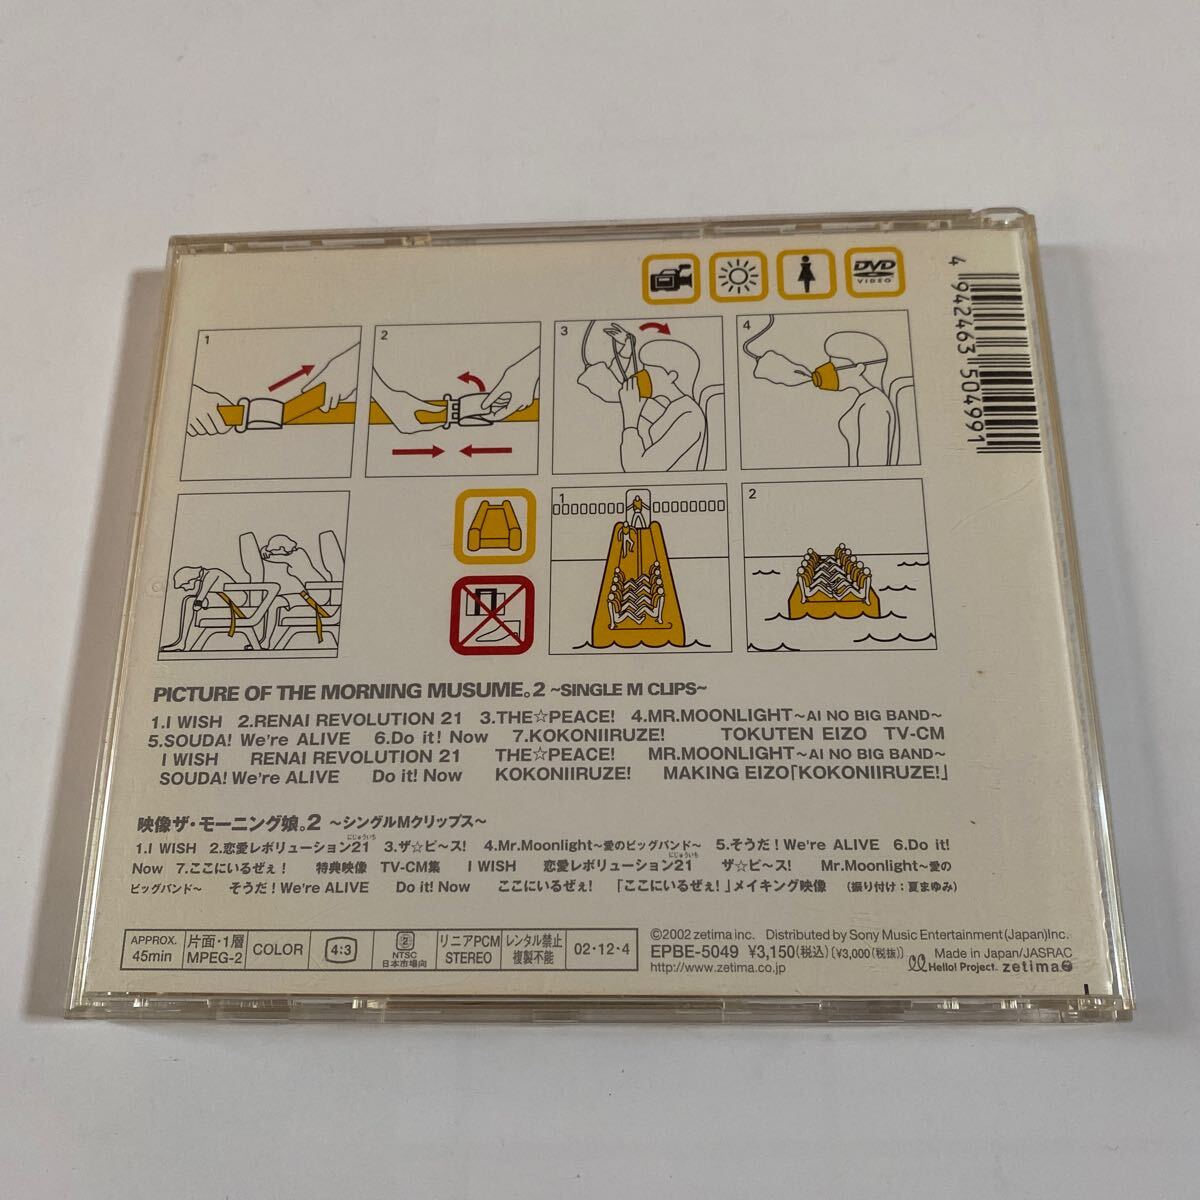 DVD
VIDEO
4 942463 504991
1
2
3
4
1
2
PICTURE OF THE MORNING MUSUME。2 ~SINGLE M CLIPS~
1.I WISH 2.RENAI REVOLUTION 21 3.THE☆PEACE! 4.MR.MOONLIGHT~AI NO BIG BAND~
5.SOUDA! We're ALIVE 6.Do it! Now 7.KOKONIIRUZE! TOKUTEN EIZO TV-CM
I WISH RENAI REVOLUTION 21 THE☆PEACE! MR.MOONLIGHT~AI NO BIG BAND~
SOUDA! We're ALIVE Do it! Now KOKONIIRUZE! MAKING EIZO「KOKONIIRUZE!」
映像ザ・モーニング娘。2 ～シングルMクリップス～
にじゅういち
1.I WISH 2.恋愛レボリューション21 3.ザ☆ピ～ス! 4.Mr.Moonlight～愛のビッグバンド～ 5.そうだ! We're ALIVE 6.Do it!
にじゅういち
Now 7.ここにいるぜぇ! 特典映像 TV-CM集 I WISH 恋愛レボリューション21 ザ☆ピ～ス! Mr.Moonlight～愛の
ビッグバンド～ そうだ! We're ALIVE Do it! Now ここにいるぜぇ! 「ここにいるぜぇ!」メイキング映像 (振り付け:夏まゆみ)
APPROX.
45min
片面・1層
MPEG-2
COLOR
4:3
2
NTSC
日本市場向
リニアPCM
STEREO
レンタル禁止
複製不能
02・12・4
©2002 zetima inc. Distributed by Sony Music Entertainment(Japan)Inc.
EPBE-5049 ¥3,150(税込)〔¥3,000(税抜)〕 Made in Japan/JASRAC
http://www.zetima.co.jp Hello! Project. zetima